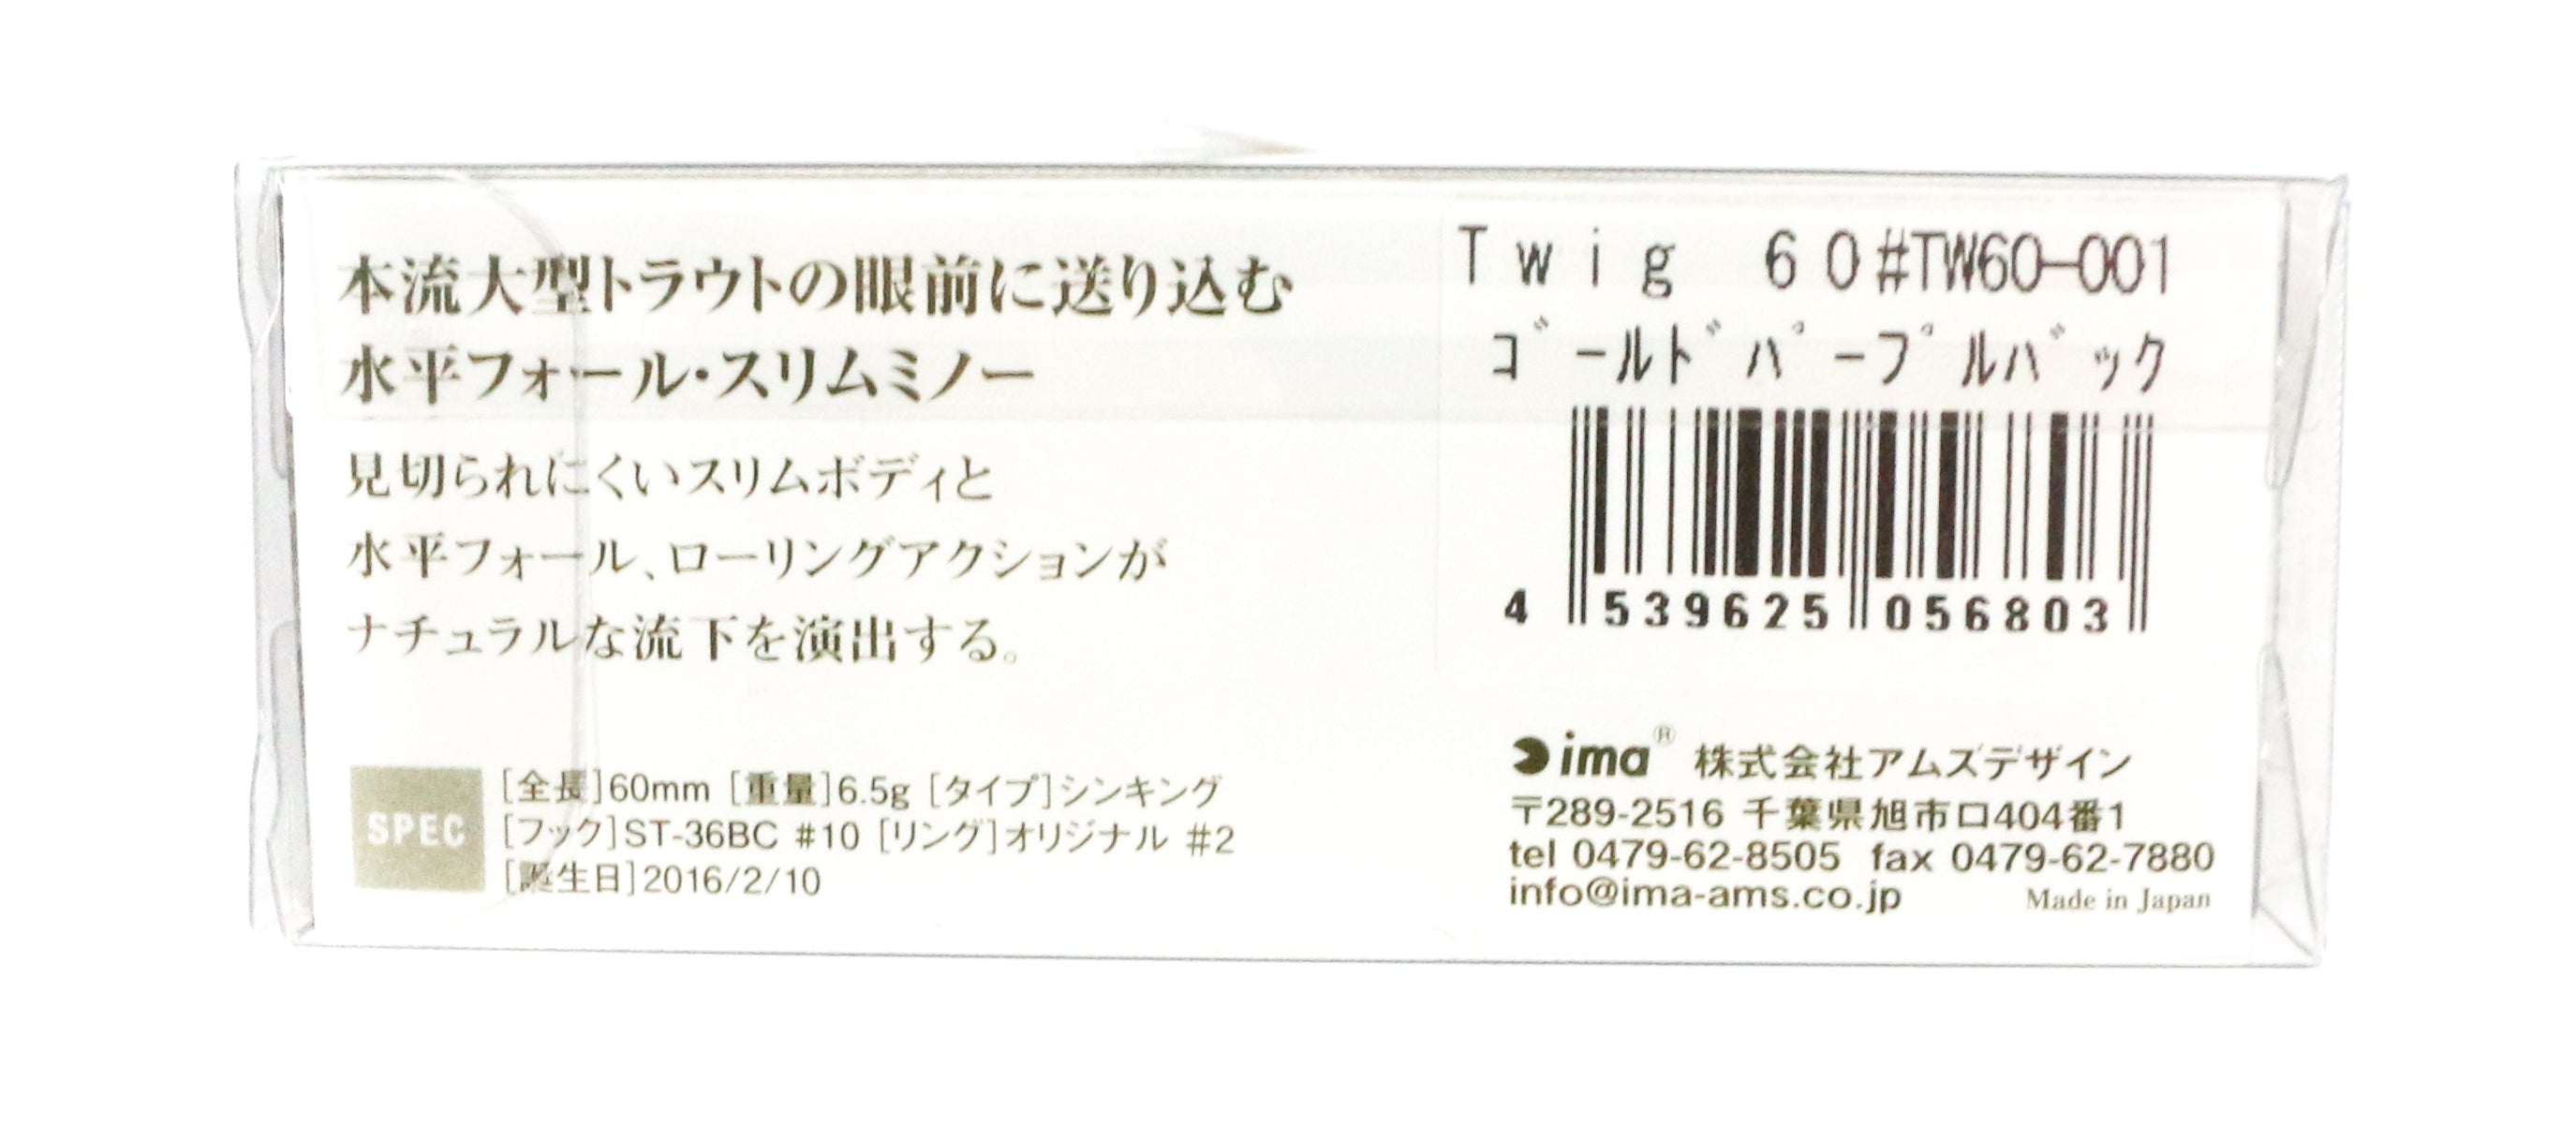 本流大型トラウトの眼前に送り込む
水平フォール・スリムミノー
見切られにくいスリムボディと
水平フォール、ローリングアクションが
ナチュラルな流下を演出する。
SPEC
[全長]60mm [重量]6.5g [タイプ]シンキング
[フック]ST-36BC #10 [リング]オリジナル #2
[誕生日]2016/2/10
Twig 60#TW60-001
ゴールドパープルバック
4 539625 056803
ima® 株式会社アムズデザイン
〒289-2516 千葉県旭市ロ404番1
tel 0479-62-8505 fax 0479-62-7880
info@ima-ams.co.jp Made in Japan